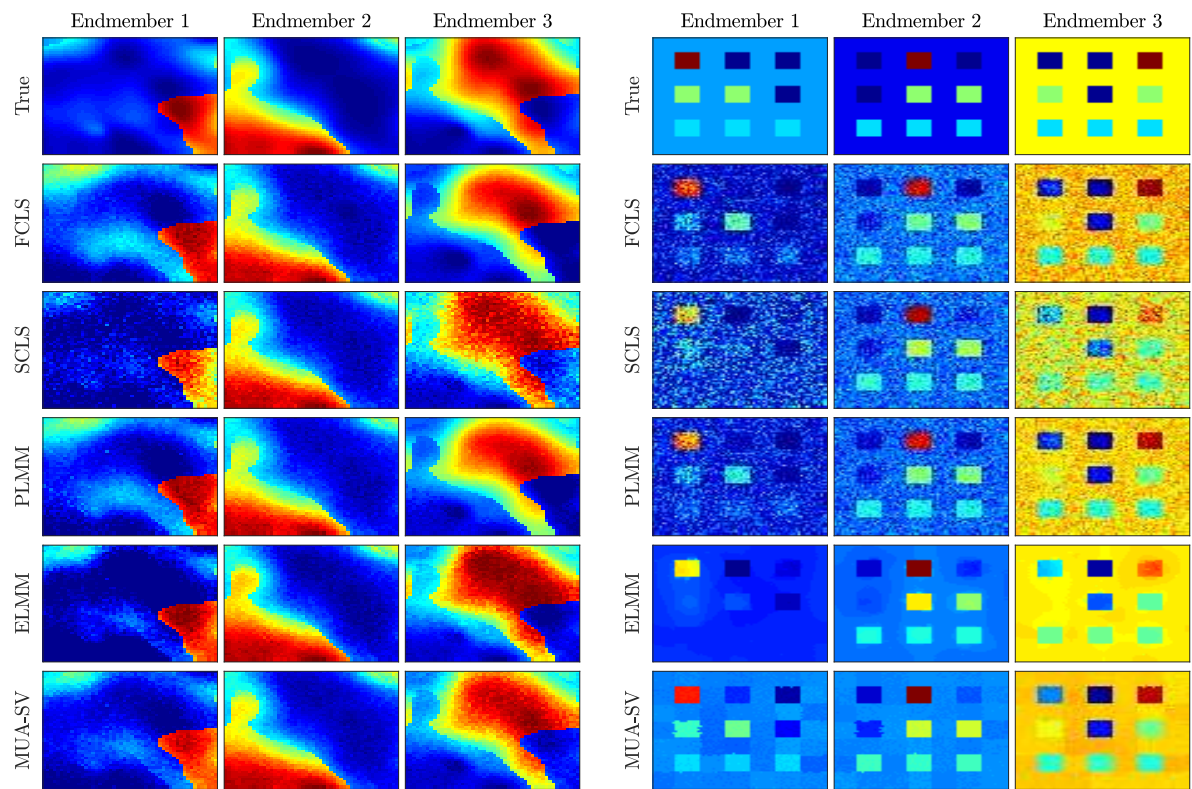 Endmember 1 Endmember 2 Endmember 3 Endmember 1 Endmember 2 Endmember 3
True True
FCLS FCLS
SCLS SCLS
PLMM PLMM
ELMM ELMM
MUA-SV MUA-SV